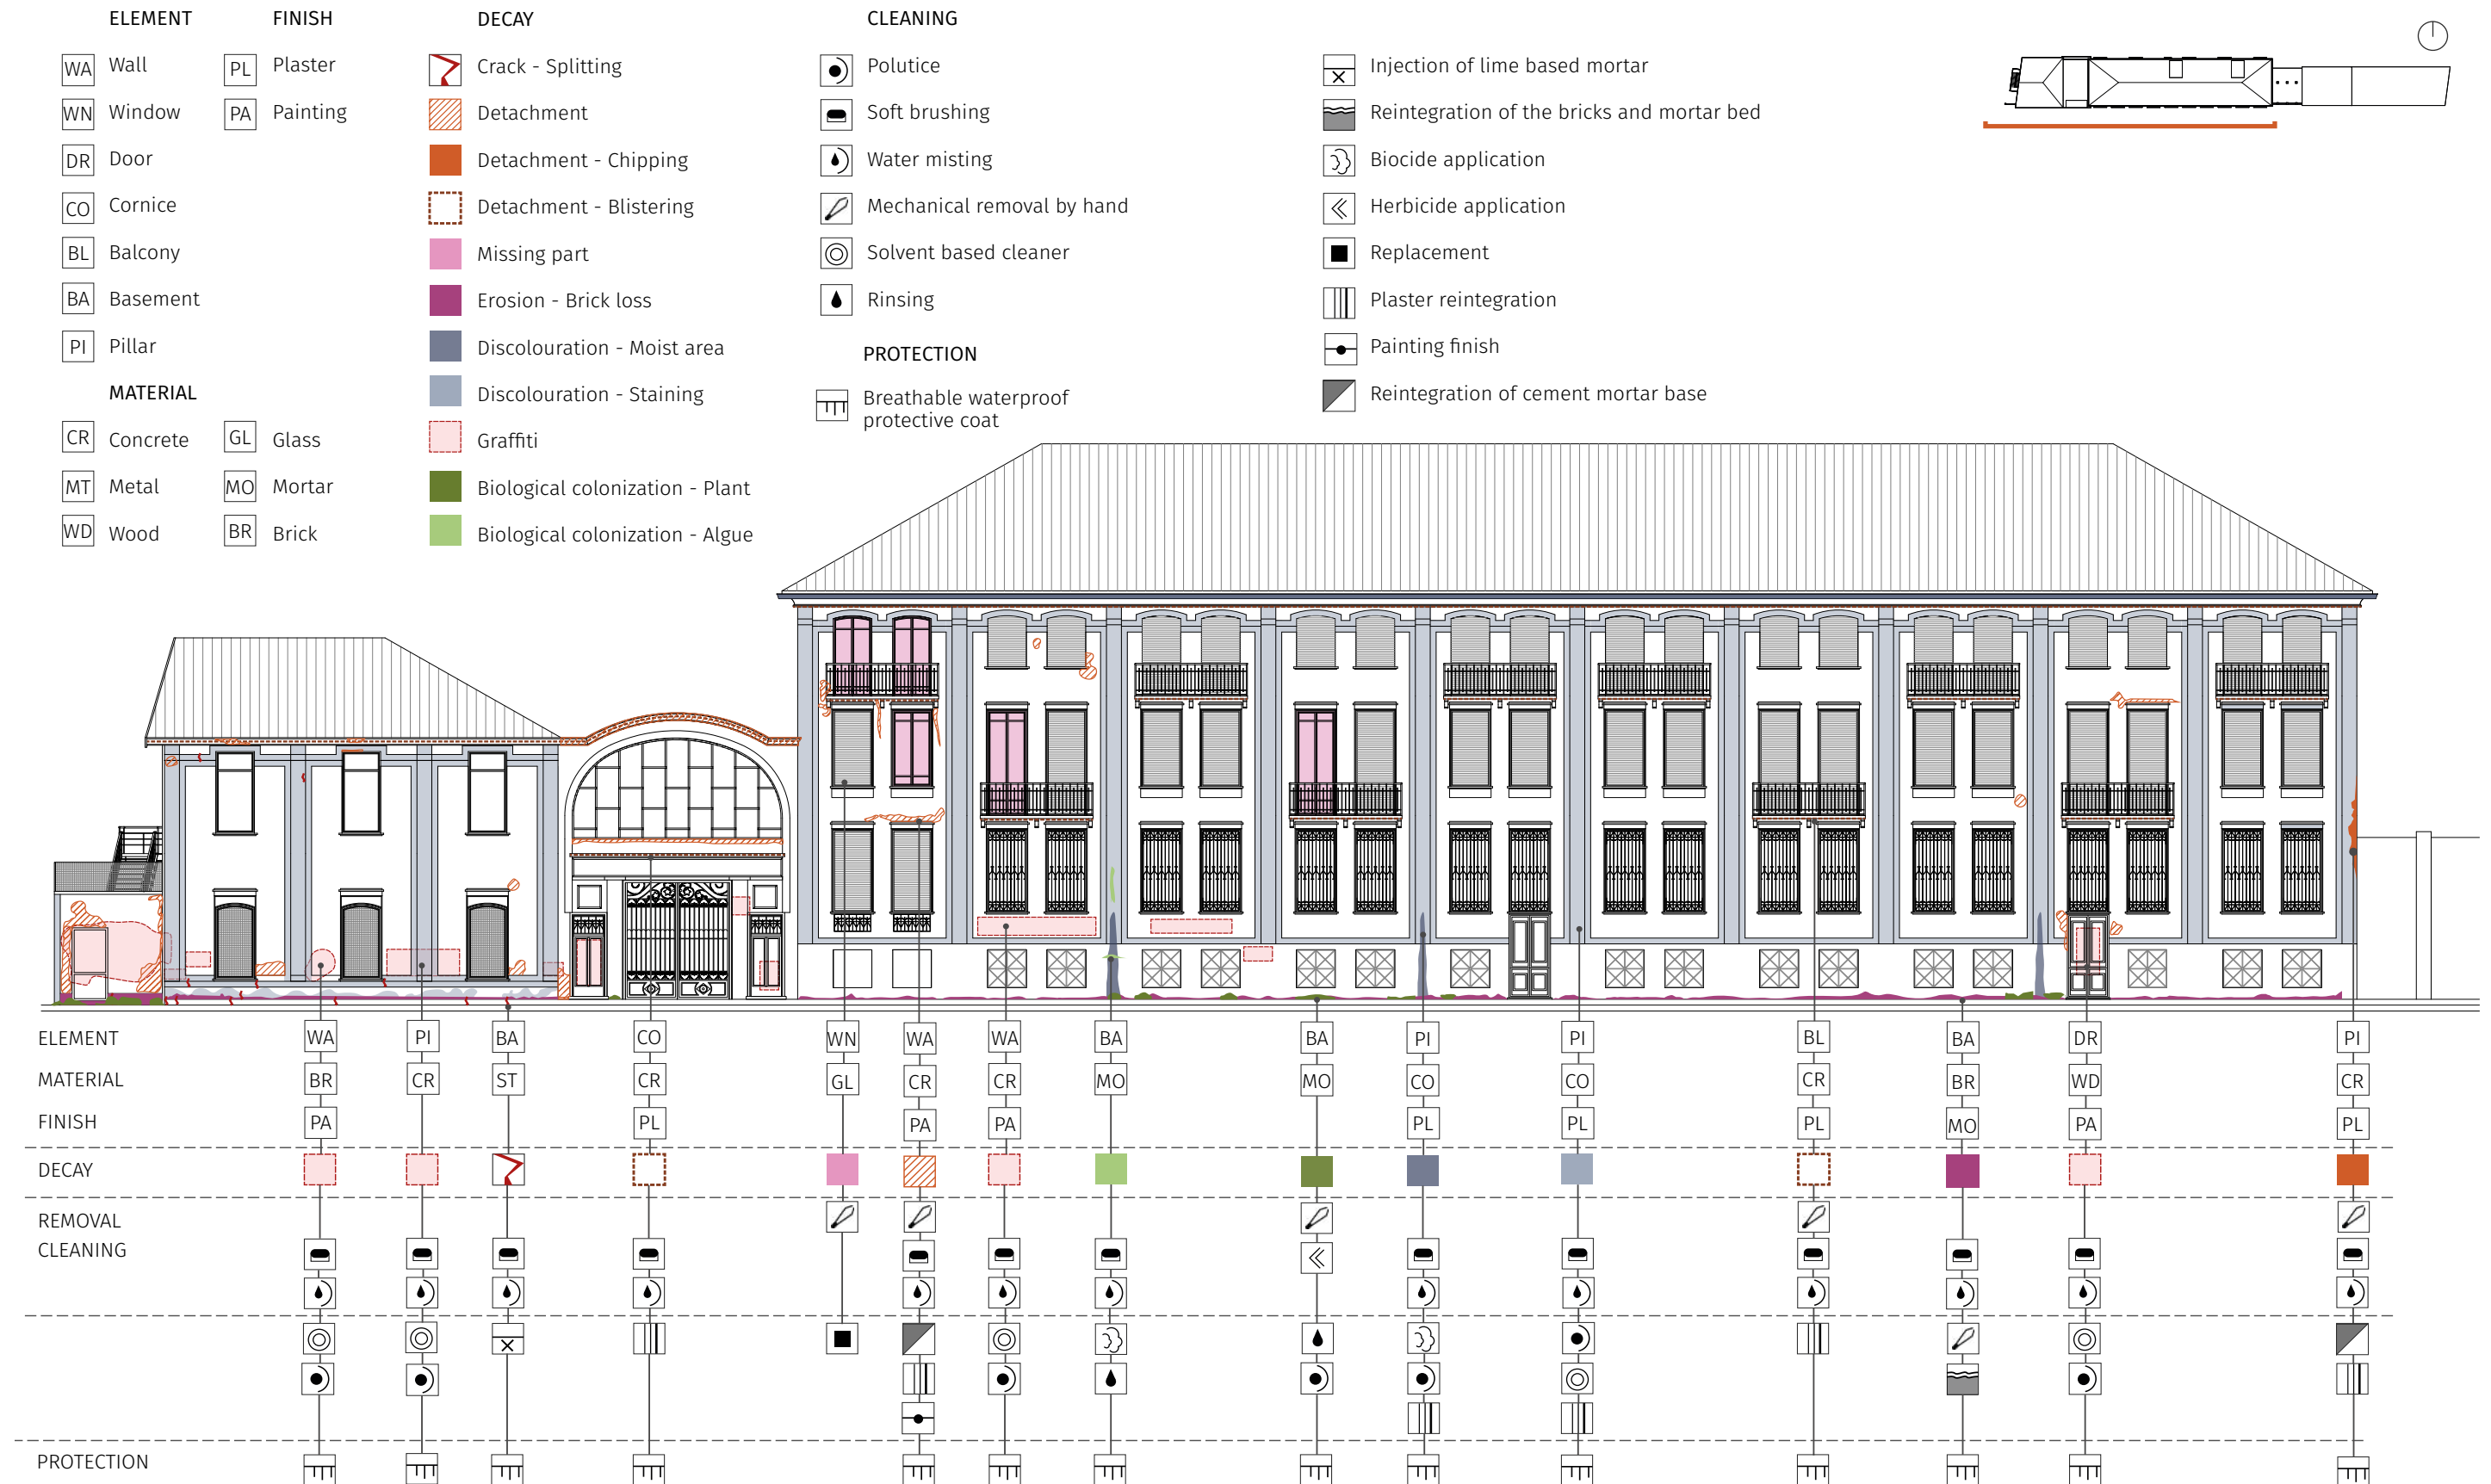 ELEMENT
FINISH
WA Wall
PL Plaster
WN Window
PA Painting
DR Door
CO Cornice
BL Balcony
BA Basement
PI Pillar
MATERIAL
CR Concrete
GL Glass
MT Metal
MO Mortar
WD Wood
BR Brick
DECAY
Crack - Splitting
Detachment
Detachment - Chipping
Detachment - Blistering
Missing part
Erosion - Brick loss
Discolouration - Moist area
Discolouration - Staining
Graffiti
Biological colonization - Plant
Biological colonization - Algue
CLEANING
Polutice
Soft brushing
Water misting
Mechanical removal by hand
Solvent based cleaner
Rinsing
PROTECTION
Breathable waterproof
protective coat
Injection of lime based mortar
Reintegration of the bricks and mortar bed
Biocide application
Herbicide application
Replacement
Plaster reintegration
Painting finish
Reintegration of cement mortar base
ELEMENT WA PI BA CO WN WA WA BA BA PI PI BL BA DR PI
MATERIAL BR CR ST CR GL CR CR MO MO CO CO CR BR WD CR
FINISH PA PL PA PA PL PL PL MO PA PL
DECAY
REMOVAL
CLEANING
PROTECTION